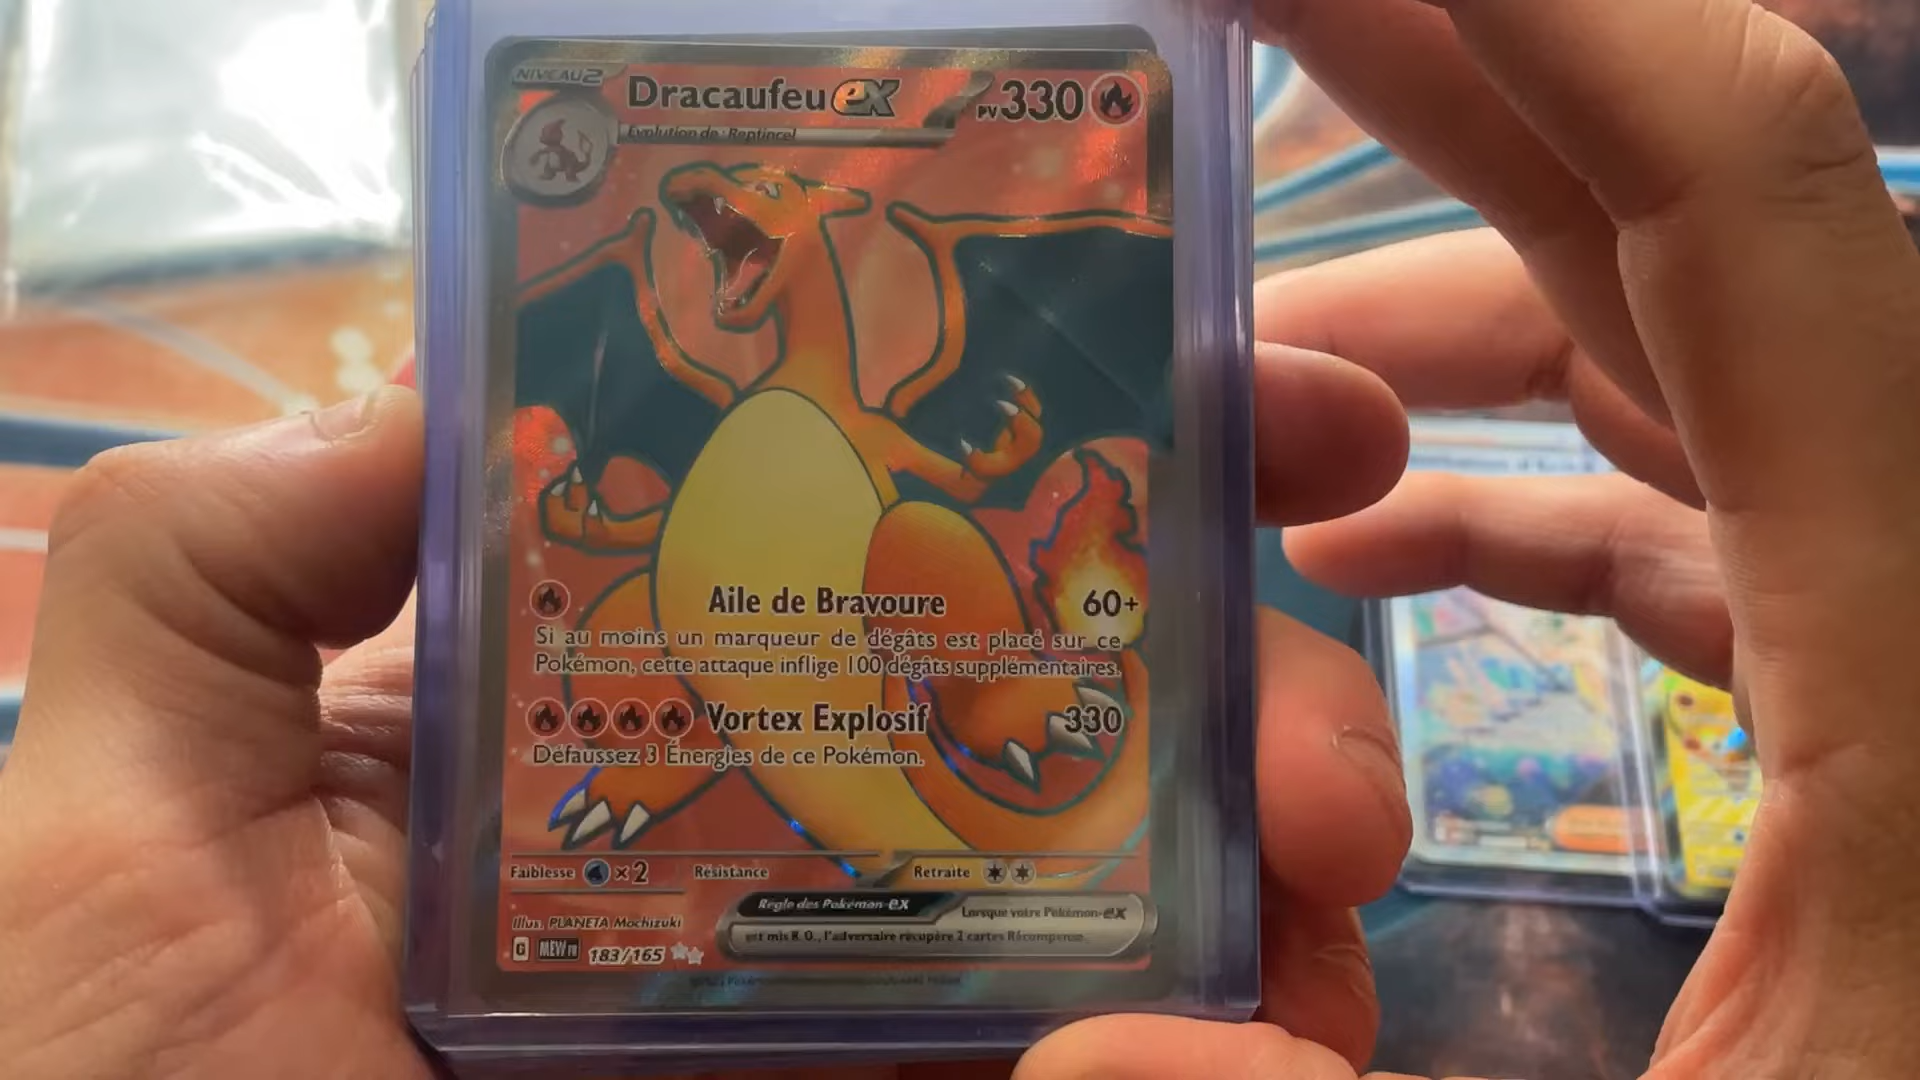 NIVEAU 2
Dracaufeu ex PV 330
Évolution de : Reptincel
Aile de Bravoure 60+
Si au moins un marqueur de dégâts est placé sur ce
Pokémon, cette attaque inflige 100 dégâts supplémentaires.
Vortex Explosif 330
Défaussez 3 Énergies de ce Pokémon.
Faiblesse ×2 Résistance Retraite
Règle des Pokémon-ex Lorsque votre Pokémon-ex
est mis K.O., l'adversaire récupère 2 cartes Récompense.
Illus. PLANETA Mochizuki
G MEW FR 183/165